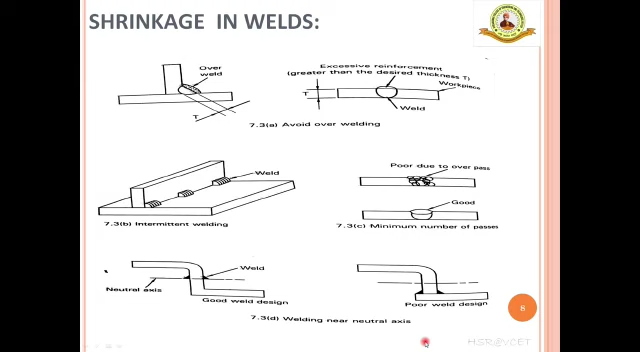 SHRINKAGE IN WELDS:
Over
weld
T
Excessive reinforcement
(greater than the desired thickness T)
Workpiece
T
Weld
7.3(a) Avoid over welding
Weld
7.3(b) Intermittent welding
Poor due to over pass
Good
7.3(c) Minimum number of passes
Weld
Neutral axis
Good weld design
Poor weld design
7.3(d) Welding near neutral axis
8
HSR@VCET